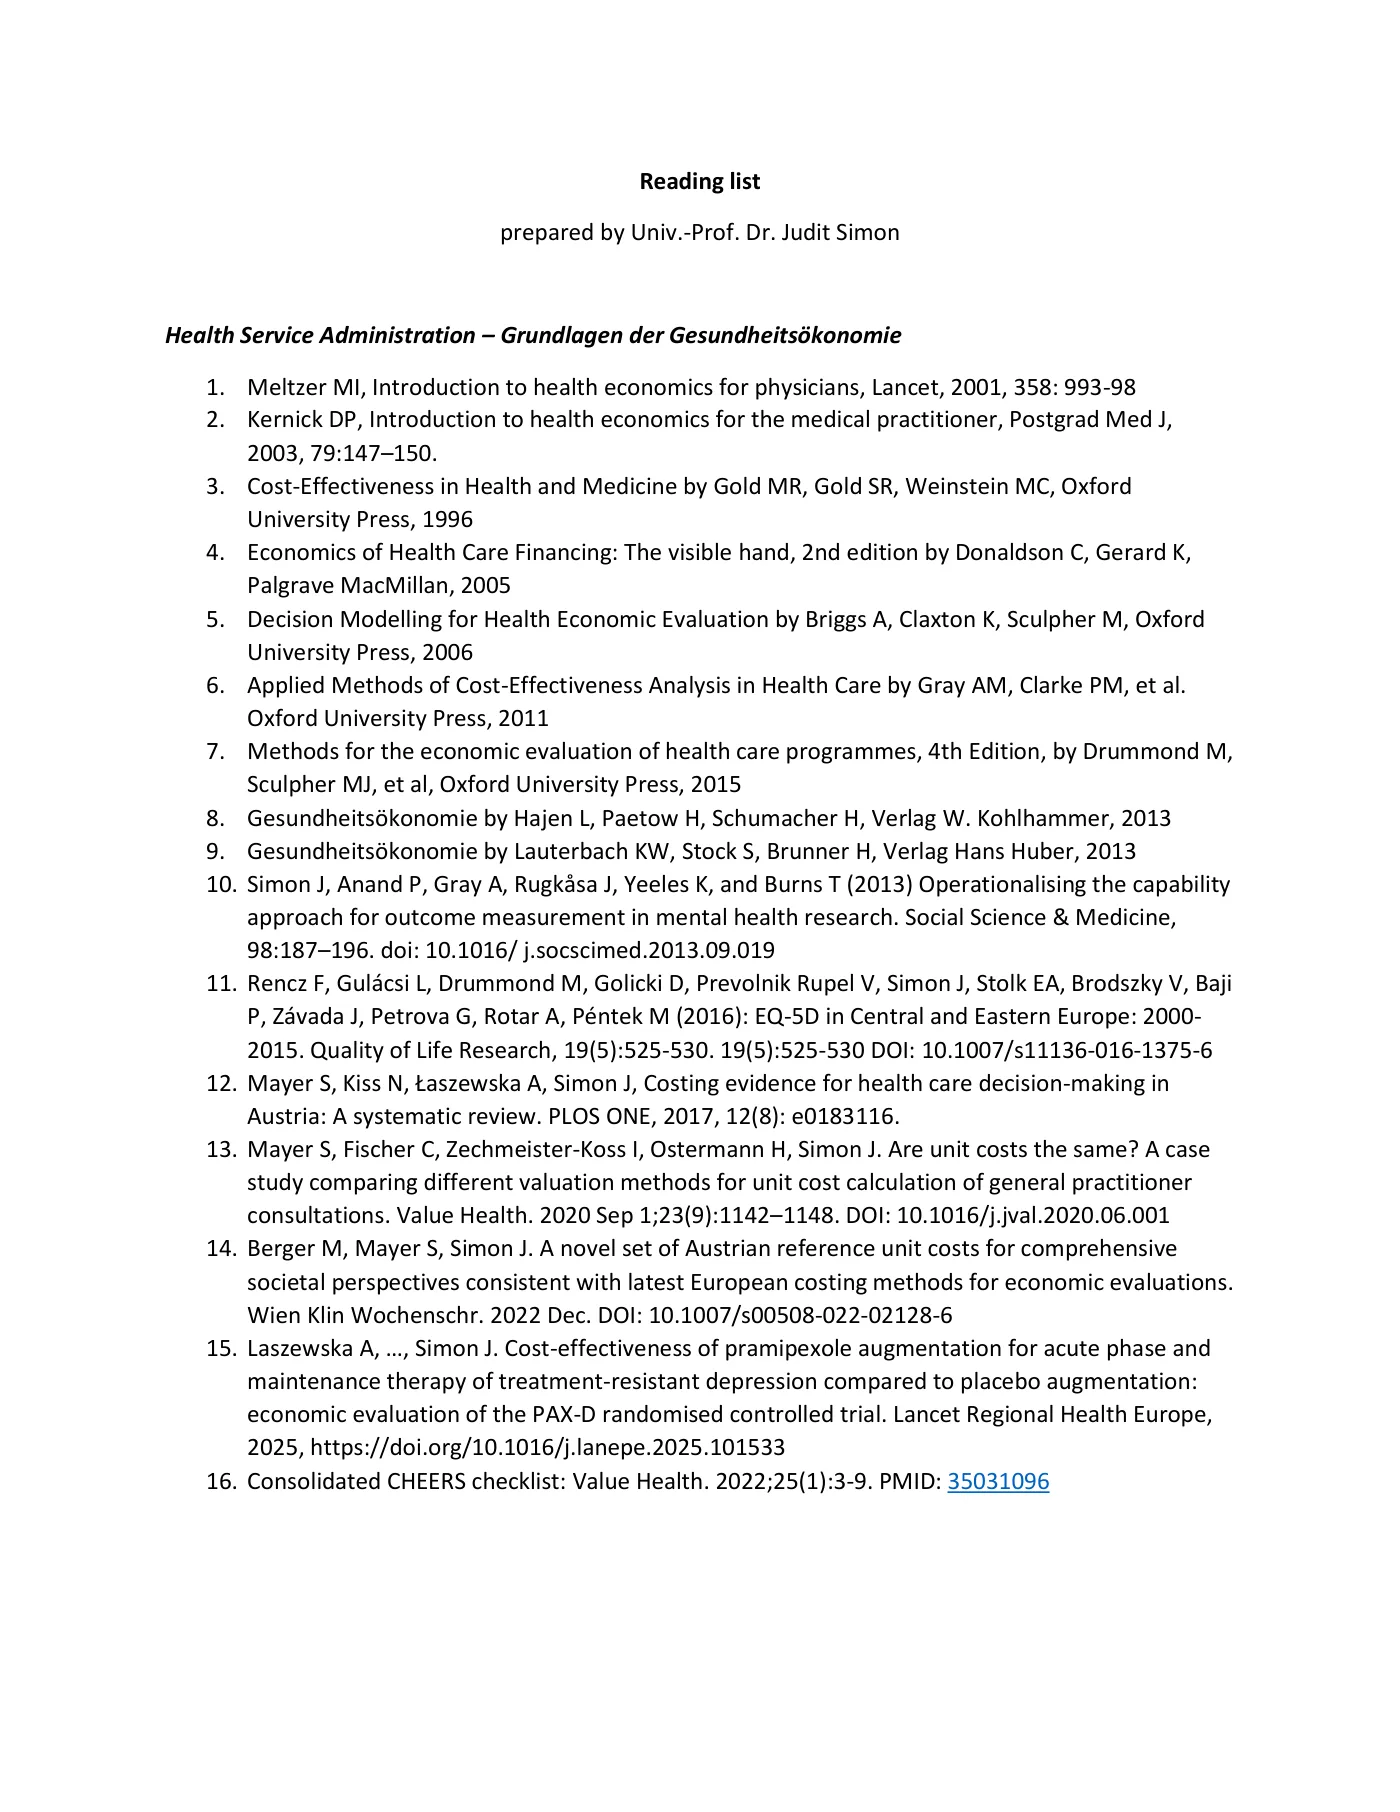 Reading list
prepared by Univ.-Prof. Dr. Judit Simon
Health Service Administration – Grundlagen der Gesundheitsökonomie
1. Meltzer MI, Introduction to health economics for physicians, Lancet, 2001, 358: 993-98
2. Kernick DP, Introduction to health economics for the medical practitioner, Postgrad Med J,
2003, 79:147–150.
3. Cost-Effectiveness in Health and Medicine by Gold MR, Gold SR, Weinstein MC, Oxford
University Press, 1996
4. Economics of Health Care Financing: The visible hand, 2nd edition by Donaldson C, Gerard K,
Palgrave MacMillan, 2005
5. Decision Modelling for Health Economic Evaluation by Briggs A, Claxton K, Sculpher M, Oxford
University Press, 2006
6. Applied Methods of Cost-Effectiveness Analysis in Health Care by Gray AM, Clarke PM, et al.
Oxford University Press, 2011
7. Methods for the economic evaluation of health care programmes, 4th Edition, by Drummond M,
Sculpher MJ, et al, Oxford University Press, 2015
8. Gesundheitsökonomie by Hajen L, Paetow H, Schumacher H, Verlag W. Kohlhammer, 2013
9. Gesundheitsökonomie by Lauterbach KW, Stock S, Brunner H, Verlag Hans Huber, 2013
10. Simon J, Anand P, Gray A, Rugkåsa J, Yeeles K, and Burns T (2013) Operationalising the capability
approach for outcome measurement in mental health research. Social Science & Medicine,
98:187–196. doi: 10.1016/ j.socscimed.2013.09.019
11. Rencz F, Gulácsi L, Drummond M, Golicki D, Prevolnik Rupel V, Simon J, Stolk EA, Brodszky V, Baji
P, Závada J, Petrova G, Rotar A, Péntek M (2016): EQ-5D in Central and Eastern Europe: 2000-
2015. Quality of Life Research, 19(5):525-530. 19(5):525-530 DOI: 10.1007/s11136-016-1375-6
12. Mayer S, Kiss N, Łaszewska A, Simon J, Costing evidence for health care decision-making in
Austria: A systematic review. PLOS ONE, 2017, 12(8): e0183116.
13. Mayer S, Fischer C, Zechmeister-Koss I, Ostermann H, Simon J. Are unit costs the same? A case
study comparing different valuation methods for unit cost calculation of general practitioner
consultations. Value Health. 2020 Sep 1;23(9):1142–1148. DOI: 10.1016/j.jval.2020.06.001
14. Berger M, Mayer S, Simon J. A novel set of Austrian reference unit costs for comprehensive
societal perspectives consistent with latest European costing methods for economic evaluations.
Wien Klin Wochenschr. 2022 Dec. DOI: 10.1007/s00508-022-02128-6
15. Laszewska A, …, Simon J. Cost-effectiveness of pramipexole augmentation for acute phase and
maintenance therapy of treatment-resistant depression compared to placebo augmentation:
economic evaluation of the PAX-D randomised controlled trial. Lancet Regional Health Europe,
2025, https://doi.org/10.1016/j.lanepe.2025.101533
16. Consolidated CHEERS checklist: Value Health. 2022;25(1):3-9. PMID: 35031096